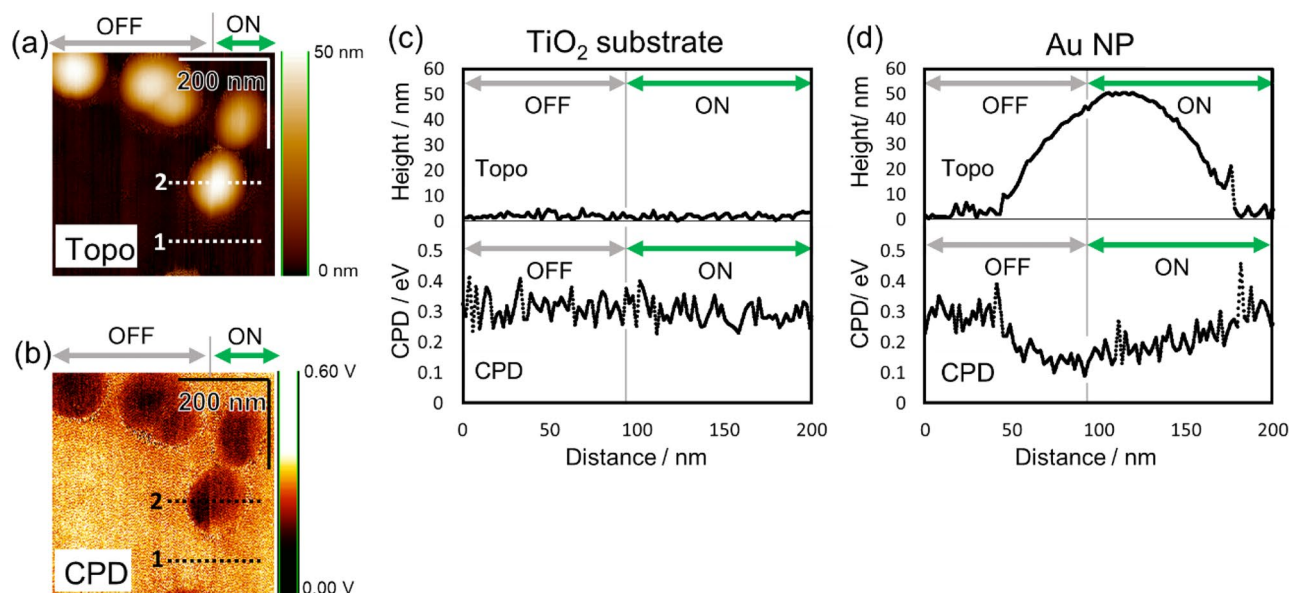 (a)
OFF
ON
200 nm
2
1
Topo
50 nm
0 nm
(b)
OFF
ON
200 nm
2
1
CPD
0.60 V
0.00 V
(c)
TiO₂ substrate
Height / nm
60
50
40
30
20
10
0
OFF
ON
Topo
CPD / eV
0.5
0.4
0.3
0.2
0.1
0
OFF
ON
CPD
0 50 100 150 200
Distance / nm
(d)
Au NP
Height/ nm
60
50
40
30
20
10
0
OFF
ON
Topo
CPD/ eV
0.5
0.4
0.3
0.2
0.1
0
OFF
ON
CPD
0 50 100 150 200
Distance / nm